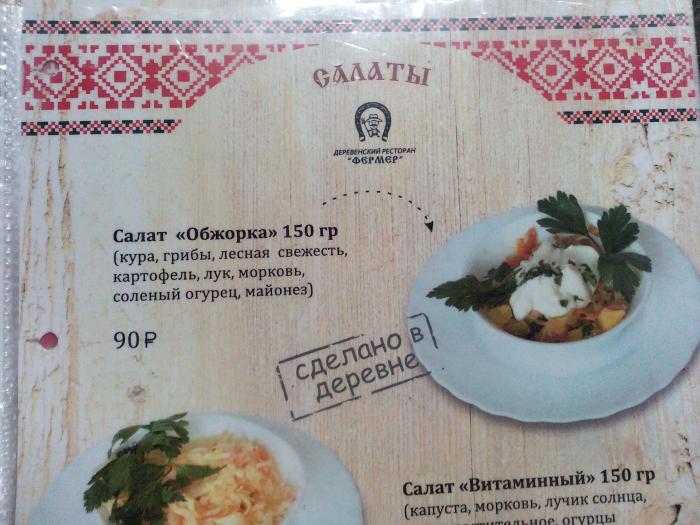 САЛАТЫ
ДЕРЕВЕНСКИЙ РЕСТОРАН
"ФЕРМЕР"
Салат «Обжорка» 150 гр
(кура, грибы, лесная свежесть,
картофель, лук, морковь,
соленый огурец, майонез)
90 ₽
сделано в
деревне
Салат «Витаминный» 150 гр
(капуста, морковь, лучик солнца,
огурцы